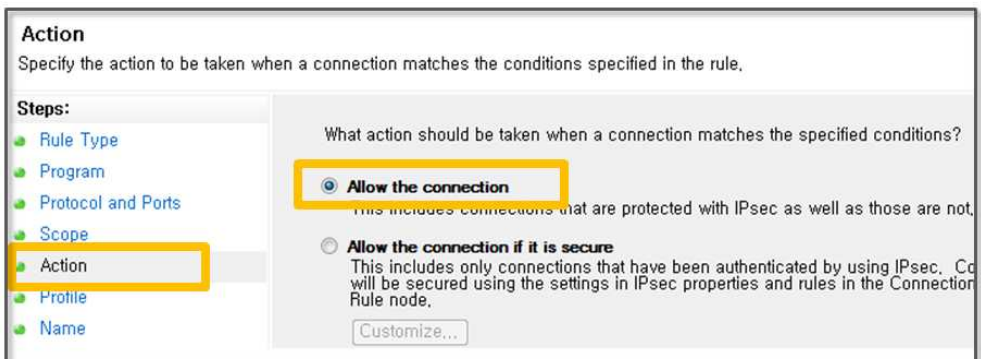 Action
Specify the action to be taken when a connection matches the conditions specified in the rule.
Steps:
Rule Type
Program
Protocol and Ports
Scope
Action
Profile
Name
What action should be taken when a connection matches the specified conditions?
Allow the connection
This includes connections that are protected with IPsec as well as those are not.
Allow the connection if it is secure
This includes only connections that have been authenticated by using IPsec. Co
will be secured using the settings in IPsec properties and rules in the Connection
Rule node.
Customize...